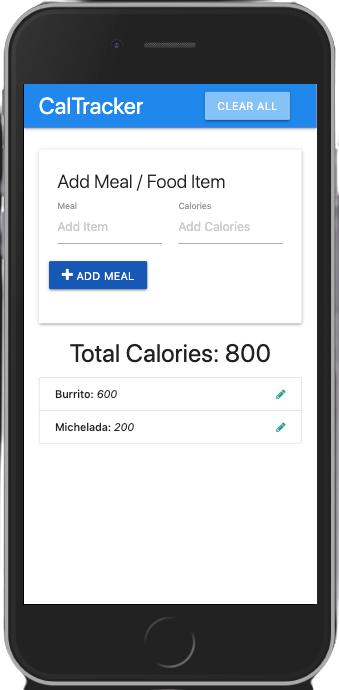 CalTracker CLEAR ALL
Add Meal / Food Item
Meal Calories
Add Item Add Calories
ADD MEAL
Total Calories: 800
Burrito: 600
Michelada: 200